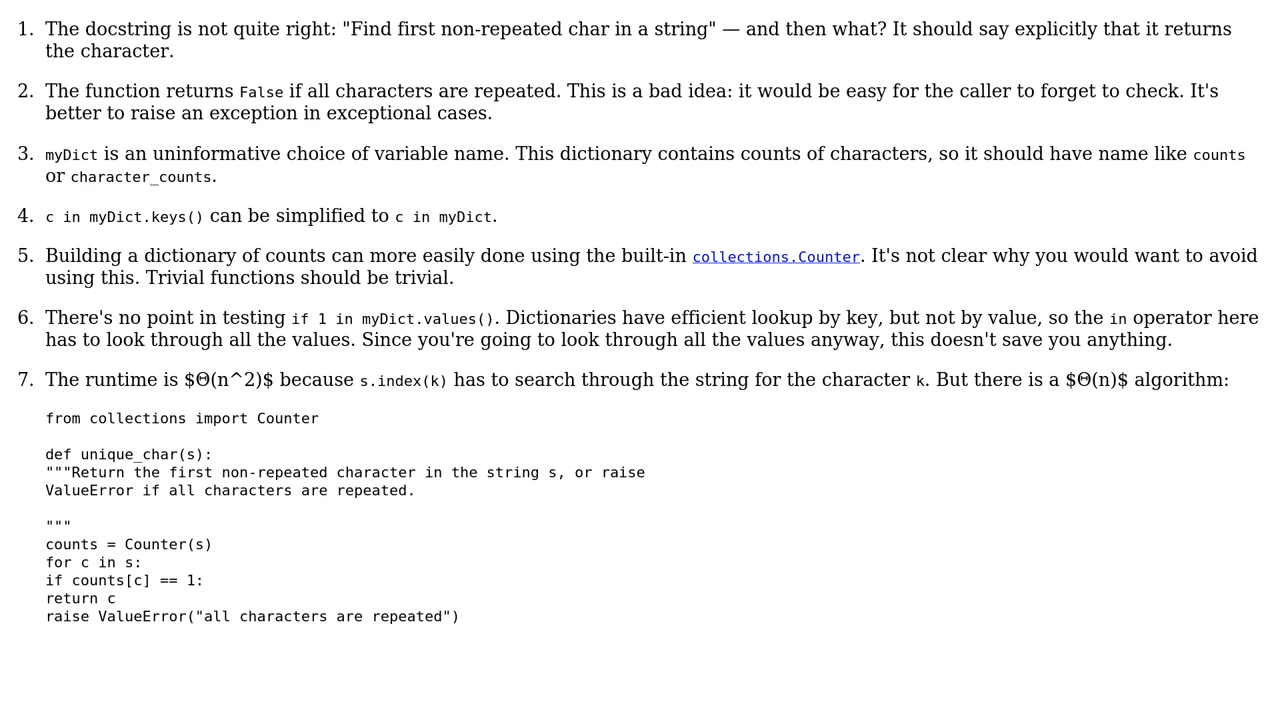 1. The docstring is not quite right: "Find first non-repeated char in a string" — and then what? It should say explicitly that it returns
the character.
2. The function returns False if all characters are repeated. This is a bad idea: it would be easy for the caller to forget to check. It's
better to raise an exception in exceptional cases.
3. myDict is an uninformative choice of variable name. This dictionary contains counts of characters, so it should have name like counts
or character_counts.
4. c in myDict.keys() can be simplified to c in myDict.
5. Building a dictionary of counts can more easily done using the built-in collections.Counter. It's not clear why you would want to avoid
using this. Trivial functions should be trivial.
6. There's no point in testing if 1 in myDict.values(). Dictionaries have efficient lookup by key, but not by value, so the in operator here
has to look through all the values. Since you're going to look through all the values anyway, this doesn't save you anything.
7. The runtime is $Θ(n^2)$ because s.index(k) has to search through the string for the character k. But there is a $Θ(n)$ algorithm:
from collections import Counter
def unique_char(s):
"""Return the first non-repeated character in the string s, or raise
ValueError if all characters are repeated.
"""
counts = Counter(s)
for c in s:
if counts[c] == 1:
return c
raise ValueError("all characters are repeated")